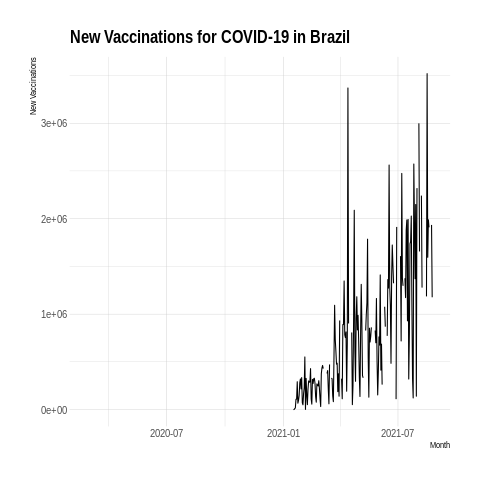 New Vaccinations for COVID-19 in Brazil
New Vaccinations
3e+06
2e+06
1e+06
0e+00
2020-07
2021-01
2021-07
Month